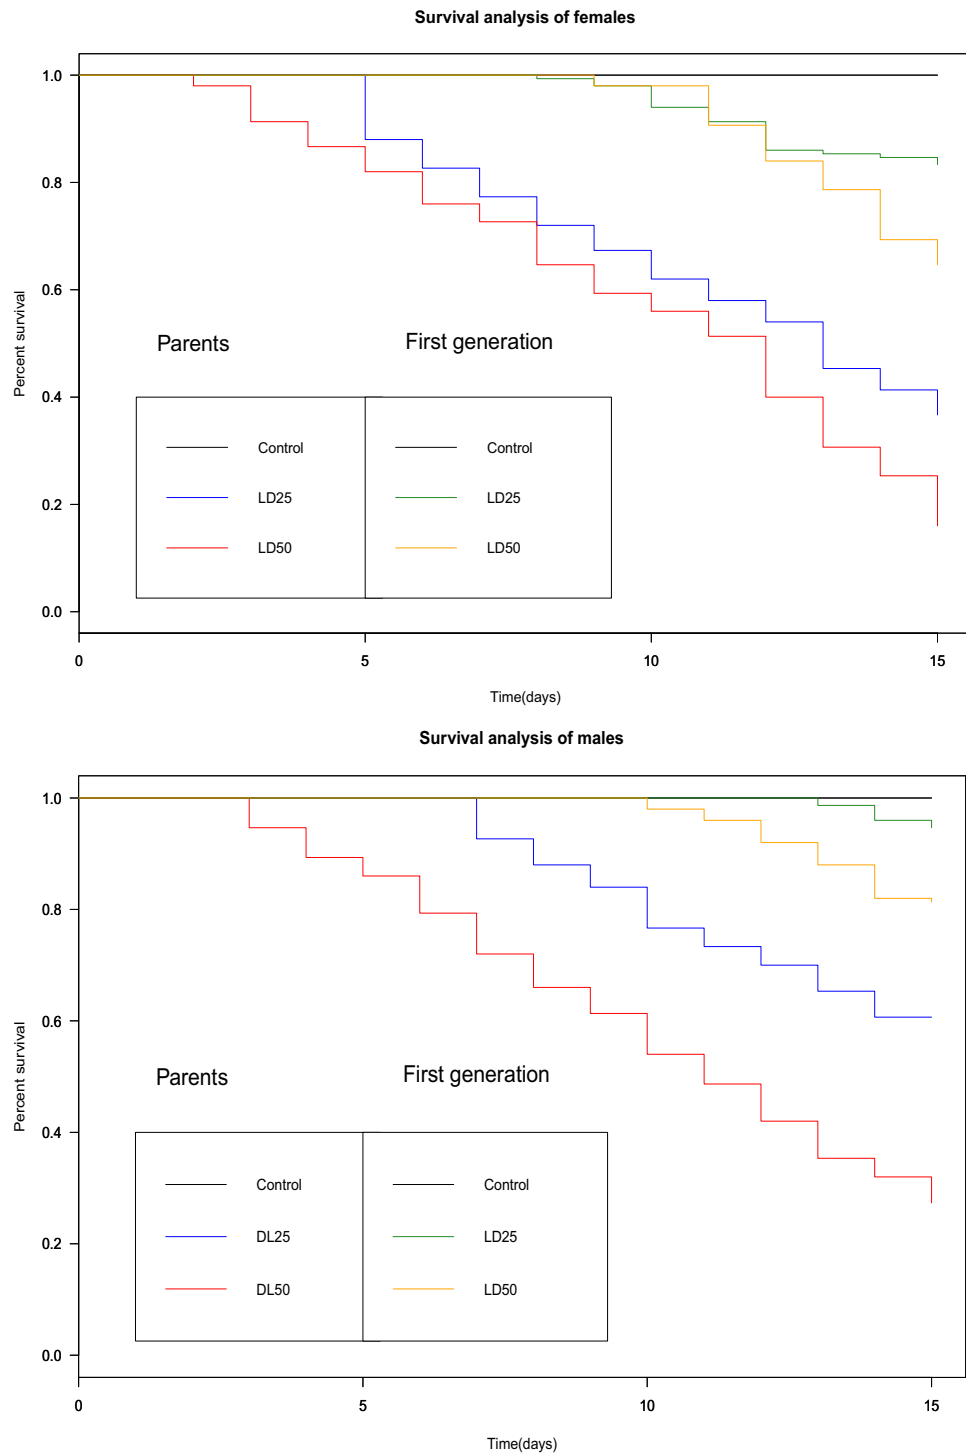 Survival analysis of females
Percent survival
1.0
0.8
0.6
0.4
0.2
0.0
Parents
First generation
Control
LD25
LD50
Control
LD25
LD50
0
5
10
15
Time(days)
Survival analysis of males
Percent survival
1.0
0.8
0.6
0.4
0.2
0.0
Parents
First generation
Control
DL25
DL50
Control
LD25
LD50
0
5
10
15
Time(days)